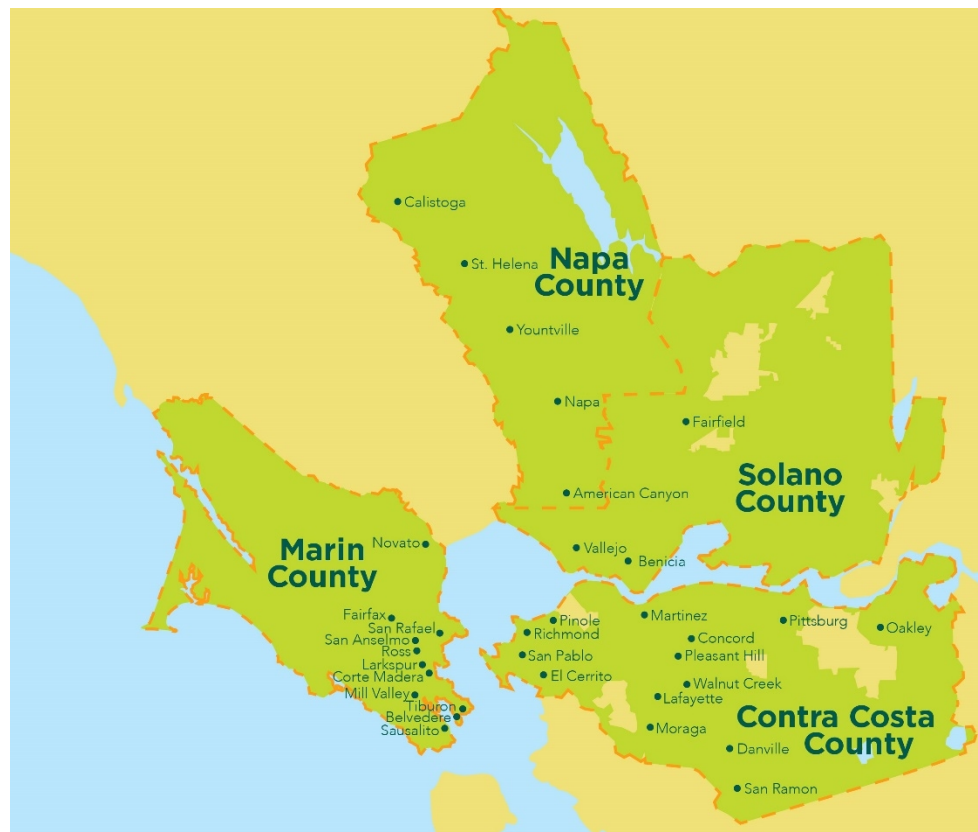 Calistoga
St. Helena
Napa
County
Yountville
Napa
Fairfield
Solano
County
American Canyon
Marin
County
Novato
Vallejo
Benicia
Fairfax
San Rafael
San Anselmo
Ross
Larkspur
Corte Madera
Mill Valley
Tiburon
Belvedere
Sausalito
Pinole
Richmond
San Pablo
El Cerrito
Martinez
Concord
Pleasant Hill
Walnut Creek
Lafayette
Moraga
Pittsburg
Oakley
Contra Costa
County
Danville
San Ramon